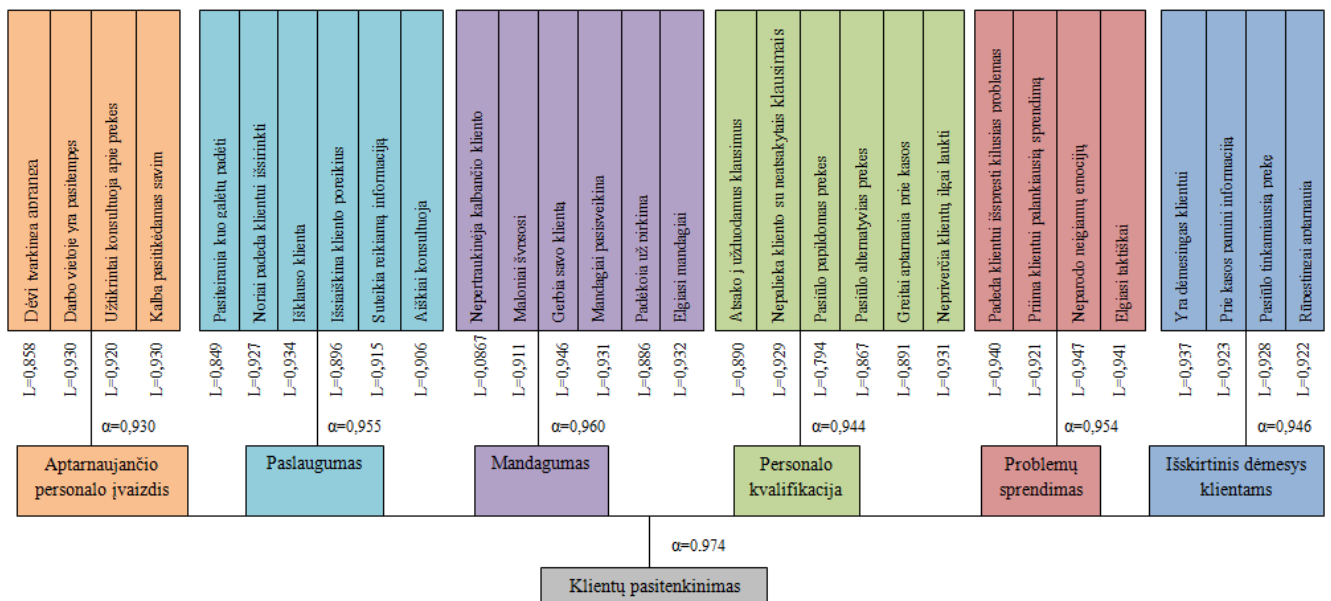 Dėvi tvarkingą aprangą
Darbo vietoje yra pasitempęs
Užtikrintai konsultuoja apie prekes
Kalba pasitikėdamas savim
Pasiteirauja kuo galėtų padėti
Noriai padeda klientui išsirinkti
Išklauso klientą
Išsiaiškina kliento poreikius
Suteikia reikiamą informaciją
Aiškiai konsultuoja
Nepertraukinėja kalbančio kliento
Maloniai šypsosi
Gerbia savo klientą
Mandagiai pasisveikina
Padėkoja už pirkimą
Elgiasi mandagiai
Atsako į užduodamus klausimus
Nepalieka kliento su neatsakytais klausimais
Pasiūlo papildomas prekes
Pasiūlo alternatyvias prekes
Greitai aptarnauja prie kasos
Nepriverčia klientų ilgai laukti
Padeda klientui išspręsti kilusias problemas
Priima klientui palankiausią sprendimą
Neparodo neigiamų emocijų
Elgiasi taktiškai
Yra dėmesingas klientui
Prie kasos paminį informaciją
Pasiūlo tinkamiausią prekę
Rūpestingai aptarnauja
L=0,858
L=0,930
L=0,920
L=0,930
L=0,849
L=0,927
L=0,934
L=0,896
L=0,915
L=0,906
L=0,0867
L=0,911
L=0,946
L=0,931
L=0,886
L=0,932
L=0,890
L=0,929
L=0,794
L=0,867
L=0,891
L=0,931
L=0,940
L=0,921
L=0,947
L=0,941
L=0,937
L=0,923
L=0,928
L=0,922
α=0,930
α=0,955
α=0,960
α=0,944
α=0,954
α=0,946
Aptarnaujančio
personalo įvaizdis
Paslaugumas
Mandagumas
Personalo
kvalifikacija
Problemų
sprendimas
Išskirtinis dėmesys
klientams
α=0.974
Klientų pasitenkinimas